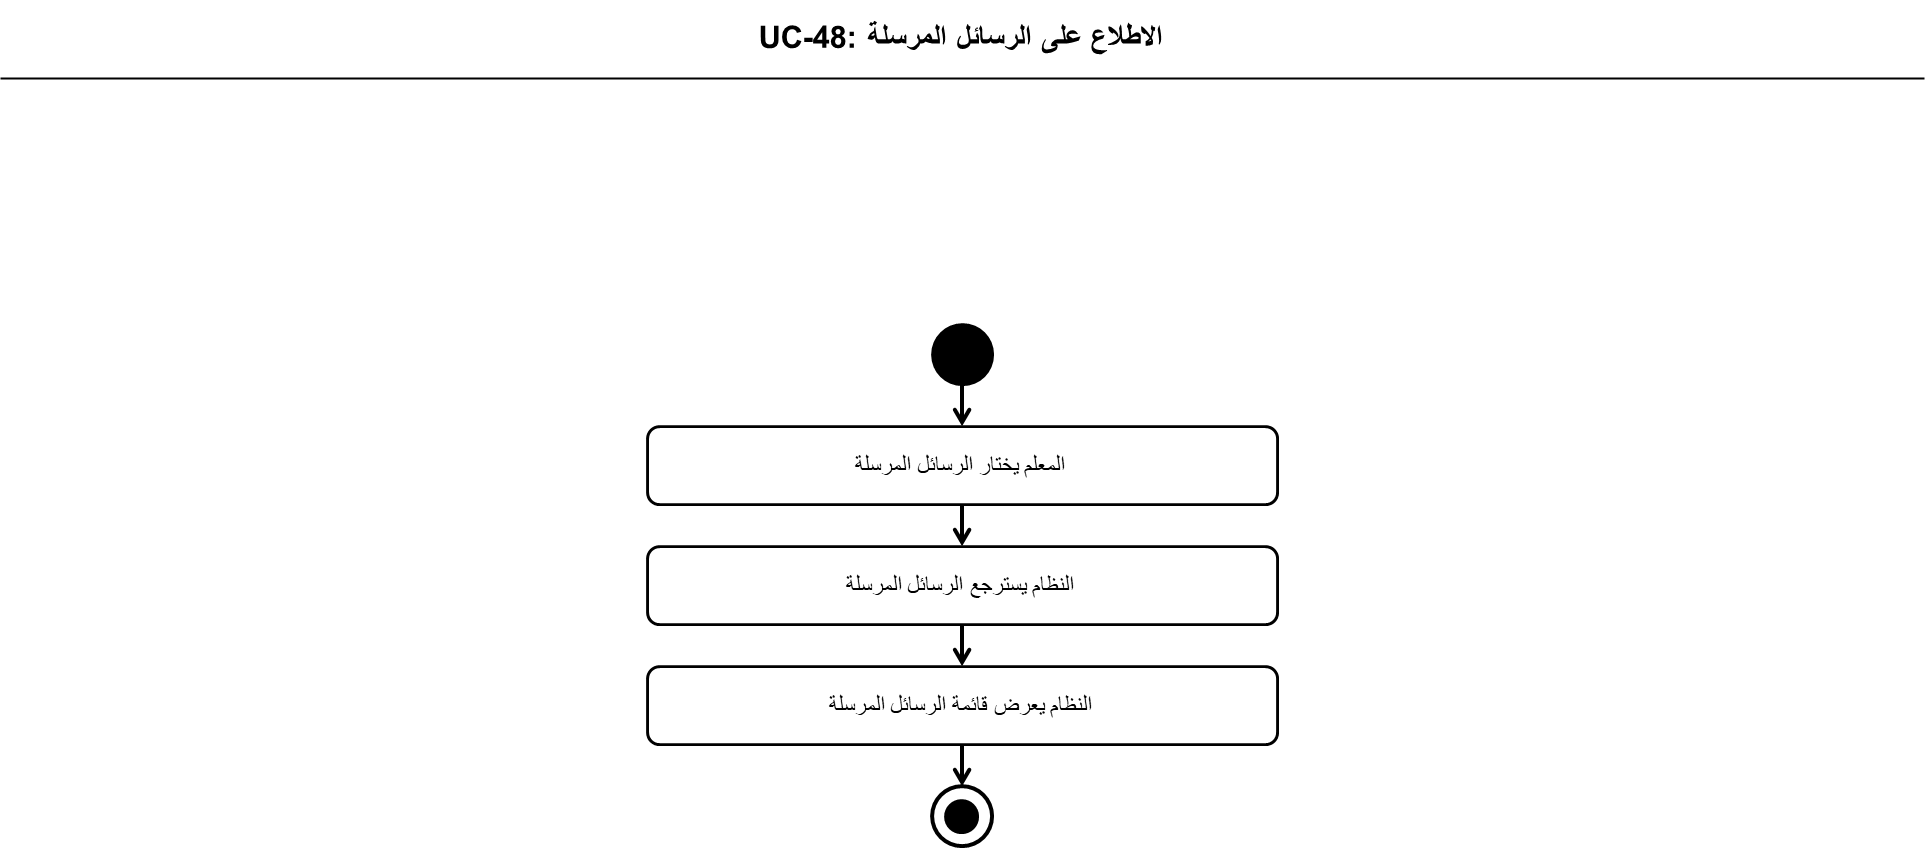 UC-48: الاطلاع على الرسائل المرسلة
المعلم يختار الرسائل المرسلة
النظام يسترجع الرسائل المرسلة
النظام يعرض قائمة الرسائل المرسلة